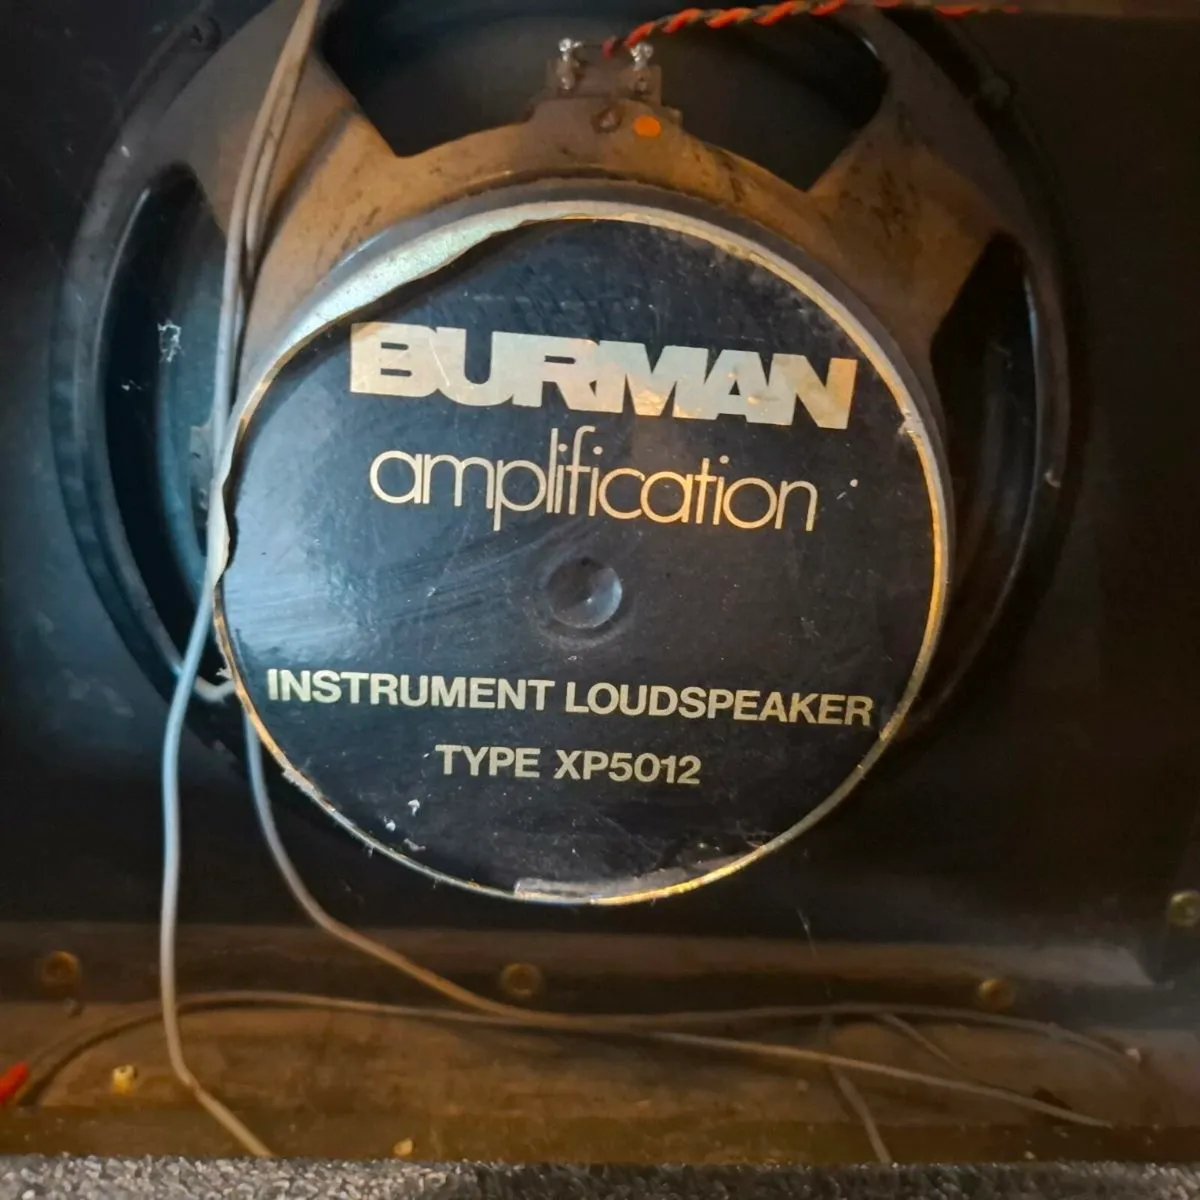 BURMAN
amplification
INSTRUMENT LOUDSPEAKER
TYPE XP5012